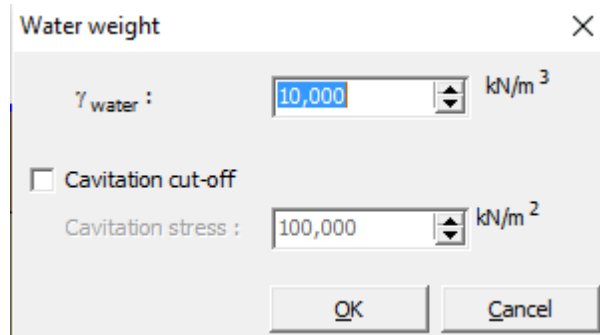 Water weight
γ water : 10,000 kN/m 3
Cavitation cut-off
Cavitation stress : 100,000 kN/m 2
OK Cancel